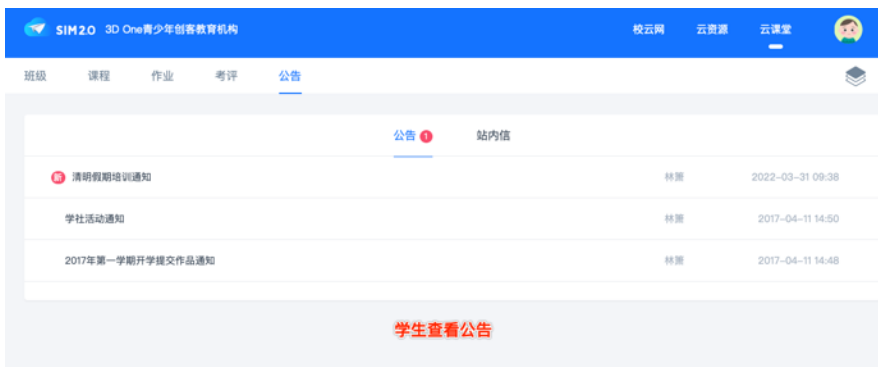 SIM2.0 3D One青少年创客教育机构 校云网 云资源 云课堂
班级 课程 作业 考评 公告
公告 1 站内信
新 清明假期培训通知 林箫 2022-03-31 09:38
学社活动通知 林箫 2017-04-11 14:50
2017年第一学期开学提交作品通知 林箫 2017-04-11 14:48
学生查看公告